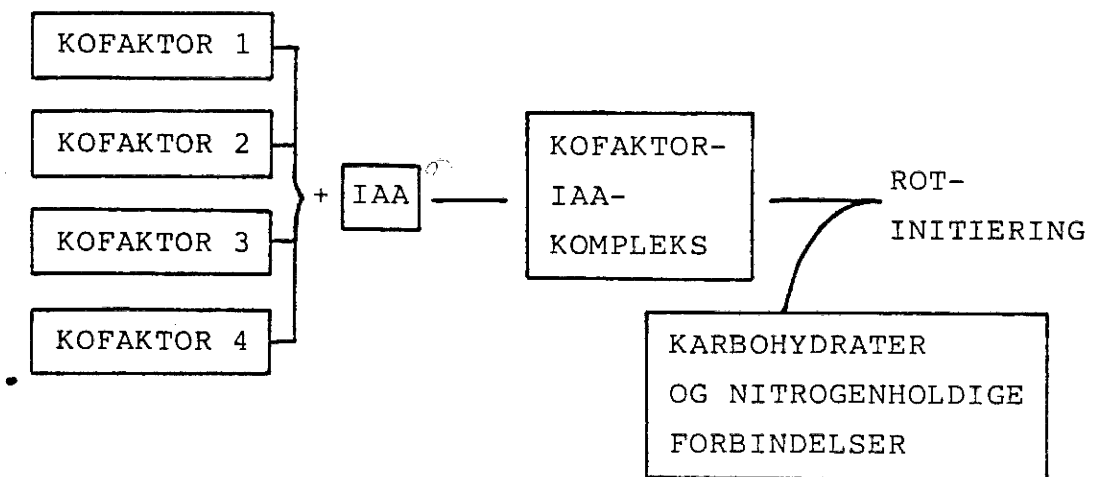 KOFAKTOR 1
KOFAKTOR 2
KOFAKTOR 3
KOFAKTOR 4
+ IAA
KOFAKTOR-
IAA-
KOMPLEKS
ROT-
INITIERING
KARBOHYDRATER
OG NITROGENHOLDIGE
FORBINDELSER